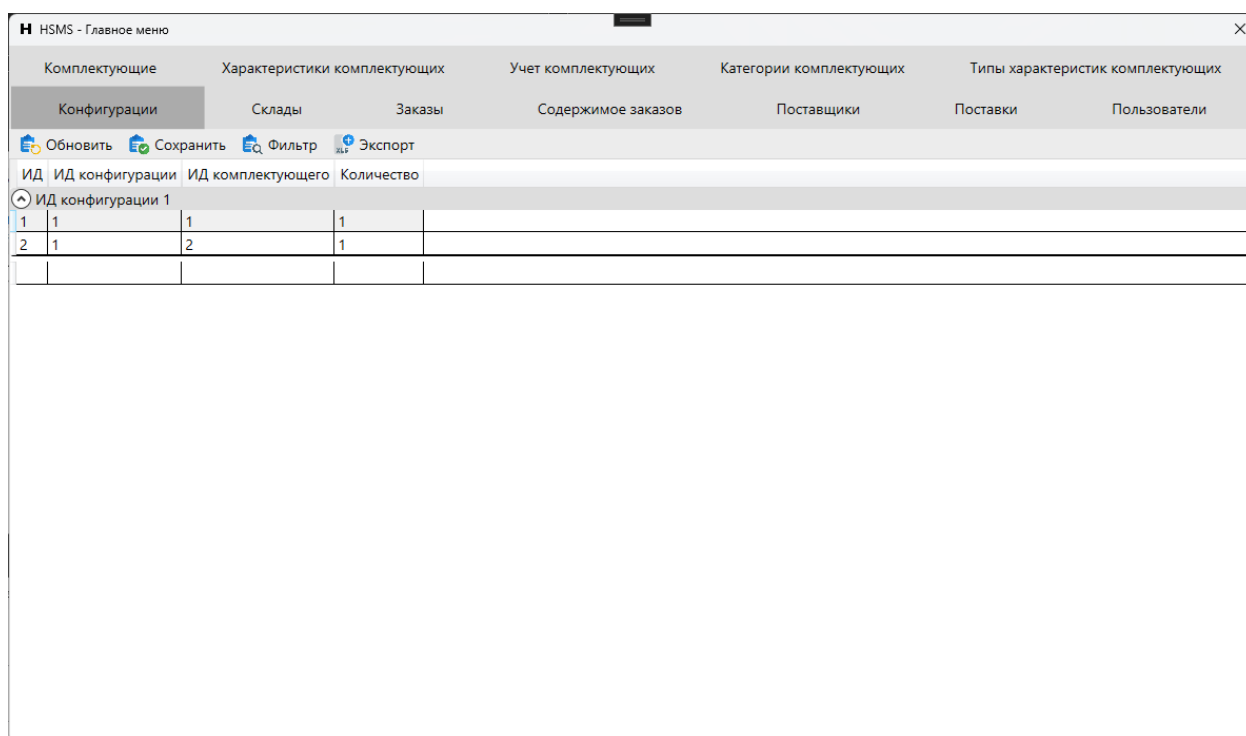 H HSMS - Главное меню
Комплектующие Характеристики комплектующих Учет комплектующих Категории комплектующих Типы характеристик комплектующих
Конфигурации Склады Заказы Содержимое заказов Поставщики Поставки Пользователи
Обновить Сохранить Фильтр XLS Экспорт
ИД ИД конфигурации ИД комплектующего Количество
ИД конфигурации 1
1 1 1 1
2 1 2 1